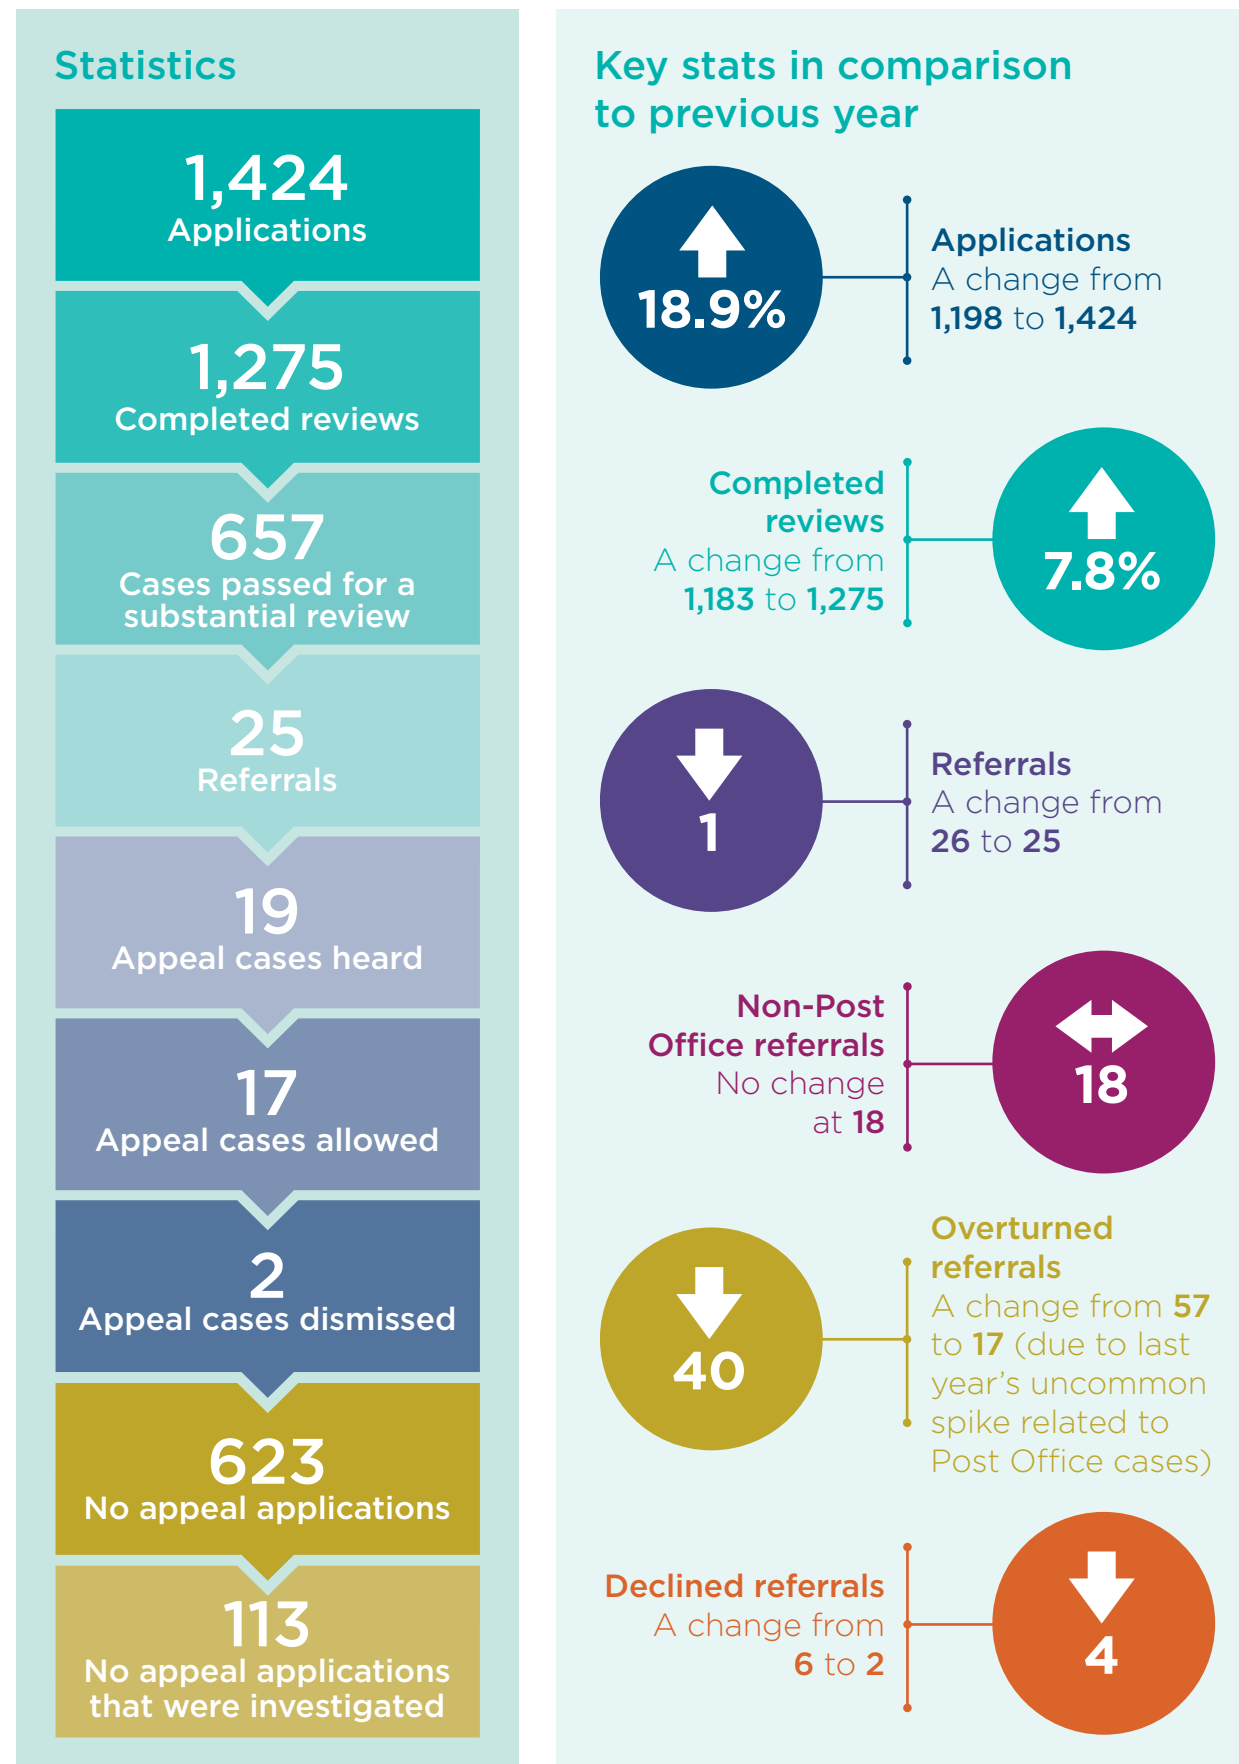 Statistics
1,424
Applications
1,275
Completed reviews
657
Cases passed for a
substantial review
25
Referrals
19
Appeal cases heard
17
Appeal cases allowed
2
Appeal cases dismissed
623
No appeal applications
113
No appeal applications
that were investigated
Key stats in comparison
to previous year
18.9%
Applications
A change from
1,198 to 1,424
Completed
reviews
A change from
1,183 to 1,275
7.8%
1
Referrals
A change from
26 to 25
Non-Post
Office referrals
No change
at 18
18
40
Overturned
referrals
A change from 57
to 17 (due to last
year’s uncommon
spike related to
Post Office cases)
Declined referrals
A change from
6 to 2
4